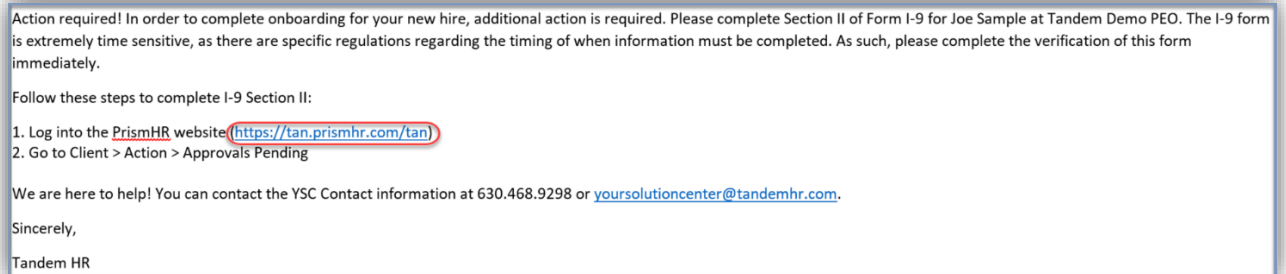 Action required! In order to complete onboarding for your new hire, additional action is required. Please complete Section II of Form I-9 for Joe Sample at Tandem Demo PEO. The I-9 form
is extremely time sensitive, as there are specific regulations regarding the timing of when information must be completed. As such, please complete the verification of this form
immediately.
Follow these steps to complete I-9 Section II:
1. Log into the PrismHR website (https://tan.prismhr.com/tan)
2. Go to Client > Action > Approvals Pending
We are here to help! You can contact the YSC Contact information at 630.468.9298 or yoursolutioncenter@tandemhr.com.
Sincerely,
Tandem HR